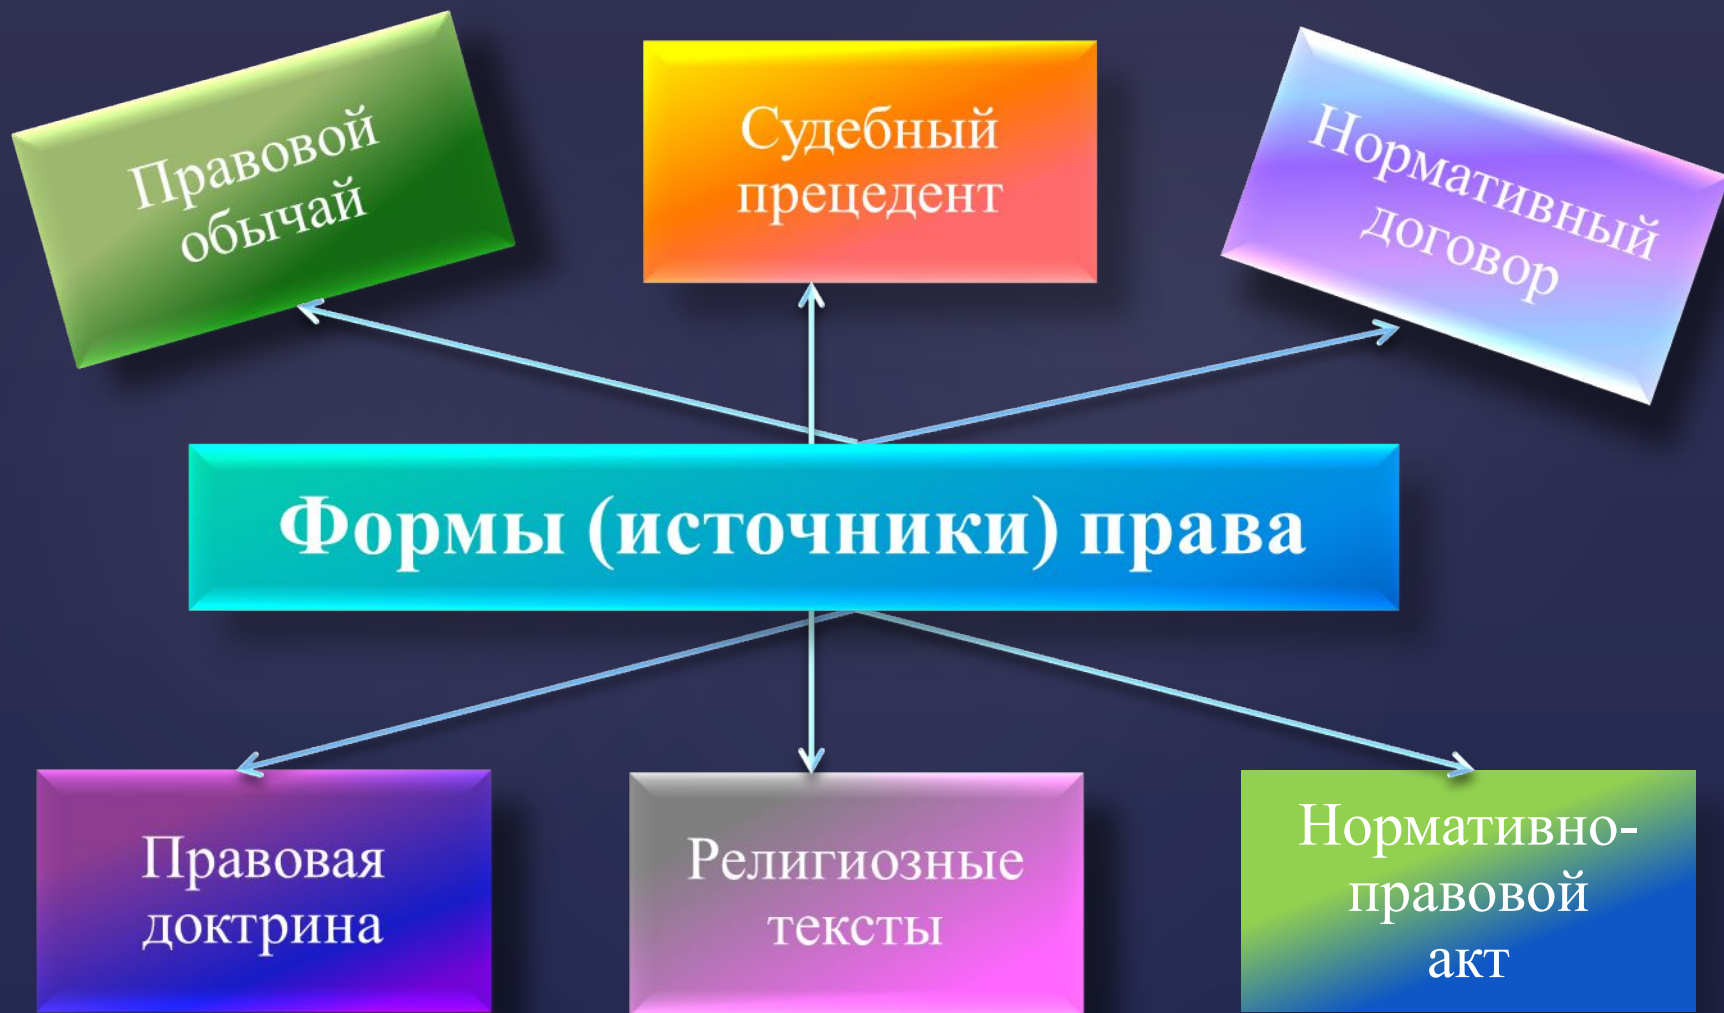 Правовой
обычай
Судебный
прецедент
Нормативный
договор
Формы (источники) права
Правовая
доктрина
Религиозные
тексты
Нормативно-
правовой
акт